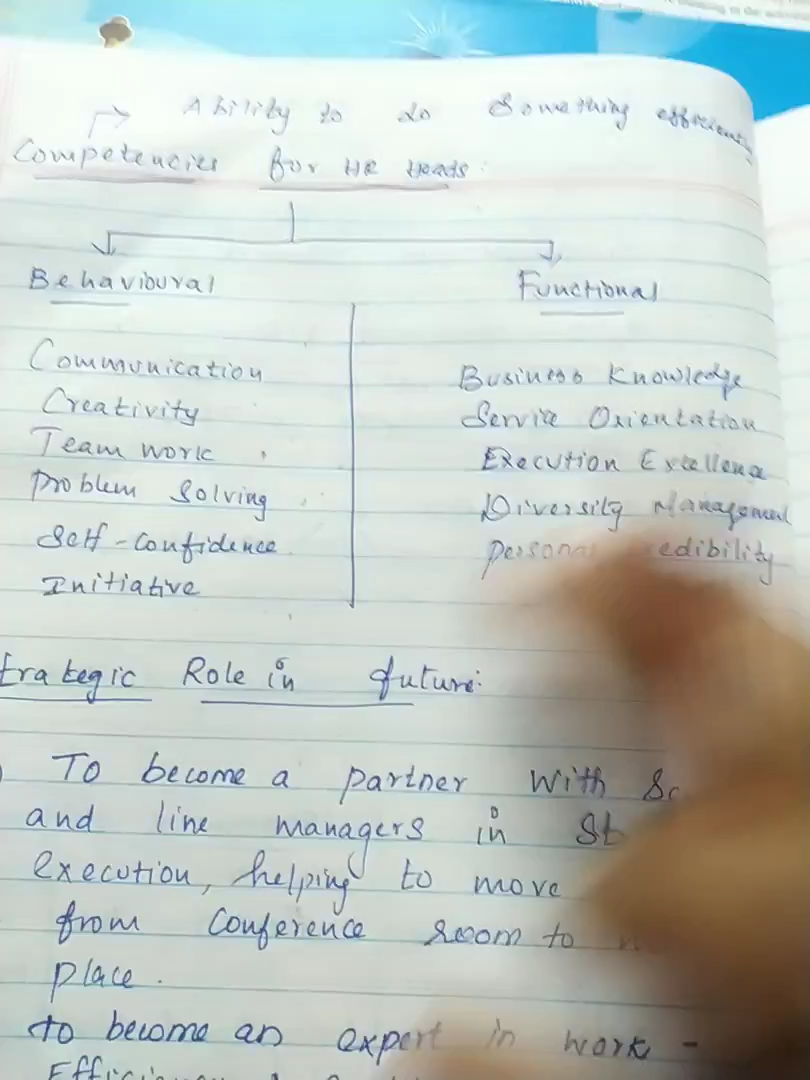 Ability to do Something efficiently
Competencies for HR Heads:
Behavioural
Functional
Communication
Creativity
Team work
Problem Solving
Self-Confidence
Initiative
Business Knowledge
Service Orientation
Execution Excellence
Diversity Management
Role in future:
To become a partner with
and line managers in
execution, helping to move
from Conference room to
place.
to become an expert in work -